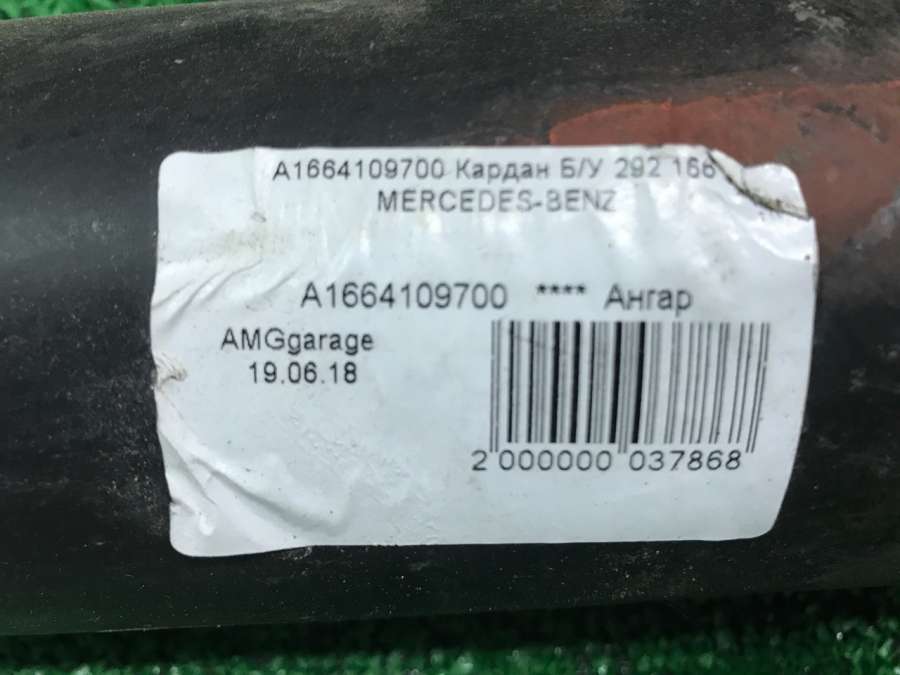 A1664109700 Кардан Б/У 292 166
MERCEDES-BENZ
A1664109700 **** Ангар
AMGgarage
19.06.18
2 000000 037868